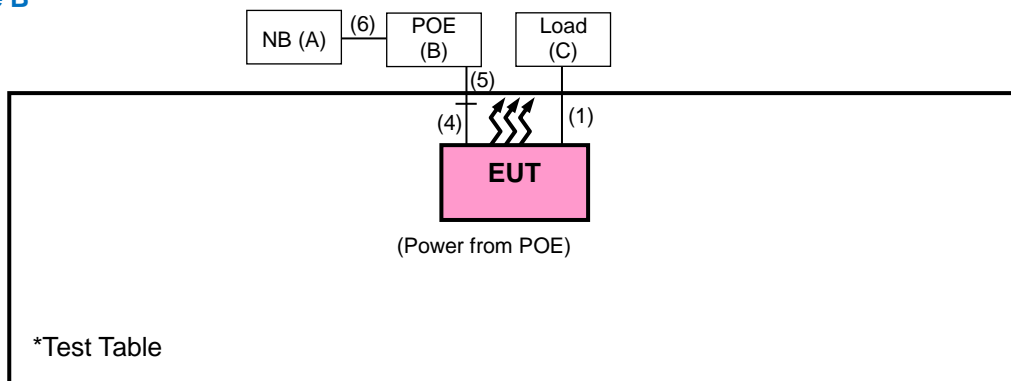 B
NB (A)
(6)
POE
(B)
Load
(C)
(5)
(4)
(1)
EUT
(Power from POE)
*Test Table